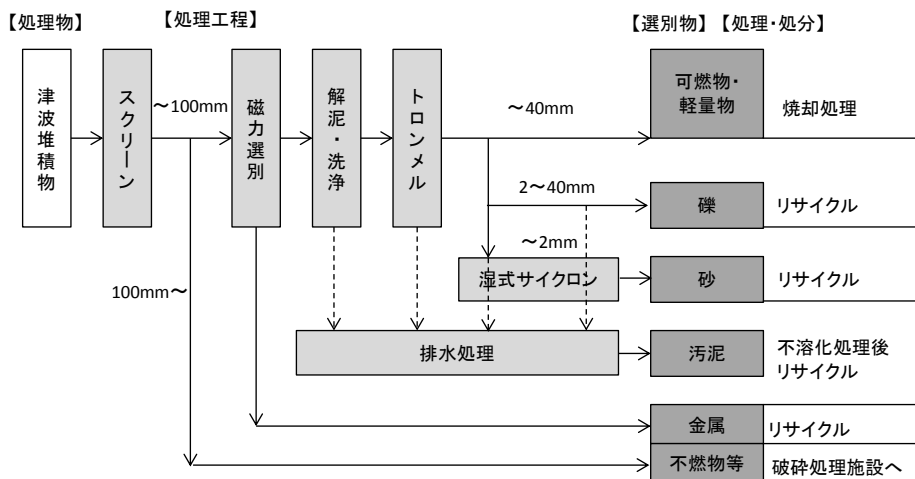 【処理物】
【処理工程】
【選別物】【処理・処分】
津波堆積物
スクリーン
～100mm
磁力選別
解泥・洗浄
トロンメル
～40mm
可燃物・
軽量物
焼却処理
2～40mm
礫
リサイクル
～2mm
湿式サイクロン
砂
リサイクル
100mm～
排水処理
汚泥
不溶化処理後
リサイクル
金属
リサイクル
不燃物等
破砕処理施設へ